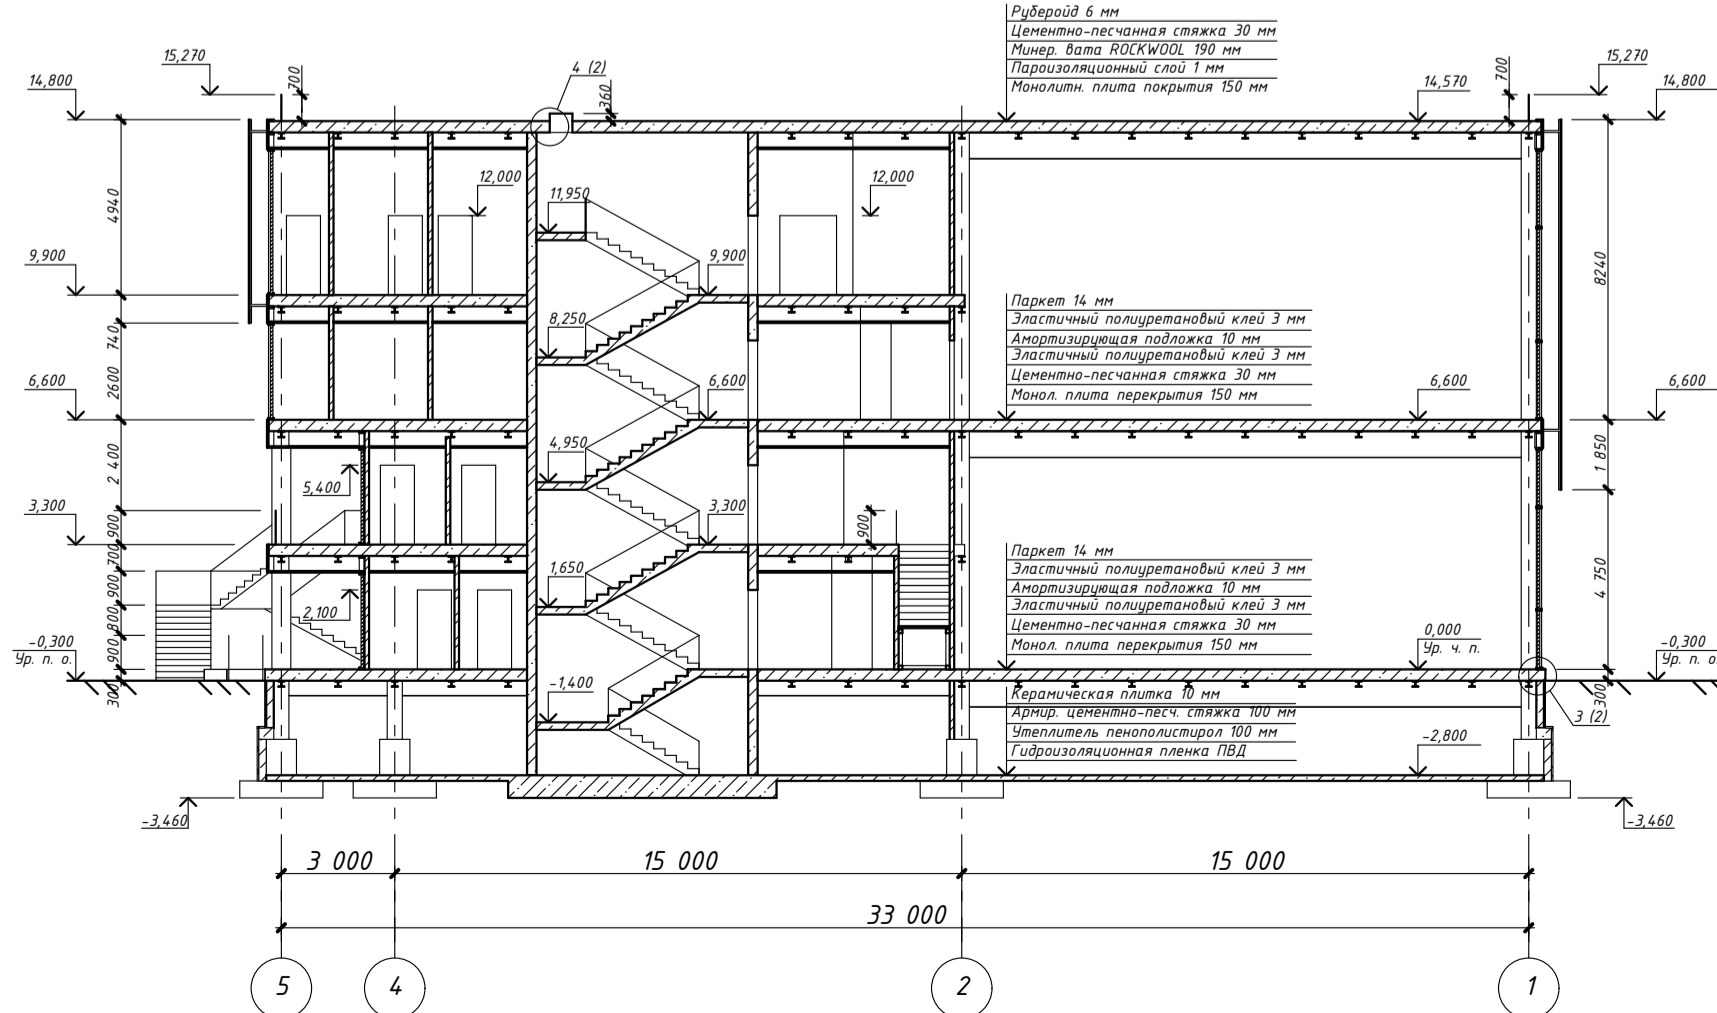 Рубероид 6 мм
Цементно-песчанная стяжка 30 мм
Минер. вата ROCKWOOL 190 мм
Пароизоляционный слой 1 мм
Монолитн. плита покрытия 150 мм
15,270
700
4 (2)
360
14,570
700
15,270
14,800
14,800
4940
12,000
11,950
12,000
9,900
9,900
8240
740
8,250
Паркет 14 мм
Эластичный полиуретановый клей 3 мм
Амортизирующая подложка 10 мм
Эластичный полиуретановый клей 3 мм
Цементно-песчанная стяжка 30 мм
Монол. плита перекрытия 150 мм
6,600
2600
6,600
6,600
6,600
2 400
5,400
4,950
1 850
3,300
900
3,300
900
700
Паркет 14 мм
Эластичный полиуретановый клей 3 мм
Амортизирующая подложка 10 мм
Эластичный полиуретановый клей 3 мм
Цементно-песчанная стяжка 30 мм
Монол. плита перекрытия 150 мм
900
800
900
2,100
1,650
4 750
0,000
Ур. ч. п.
-0,300
Ур. п. о.
-0,300
Ур. п. о.
300
-1,400
Керамическая плитка 10 мм
Армир. цементно-песч. стяжка 100 мм
Утеплитель пенополистирол 100 мм
Гидроизоляционная пленка ПВД
300
3 (2)
-2,800
-3,460
-3,460
3 000
15 000
15 000
33 000
5
4
2
1